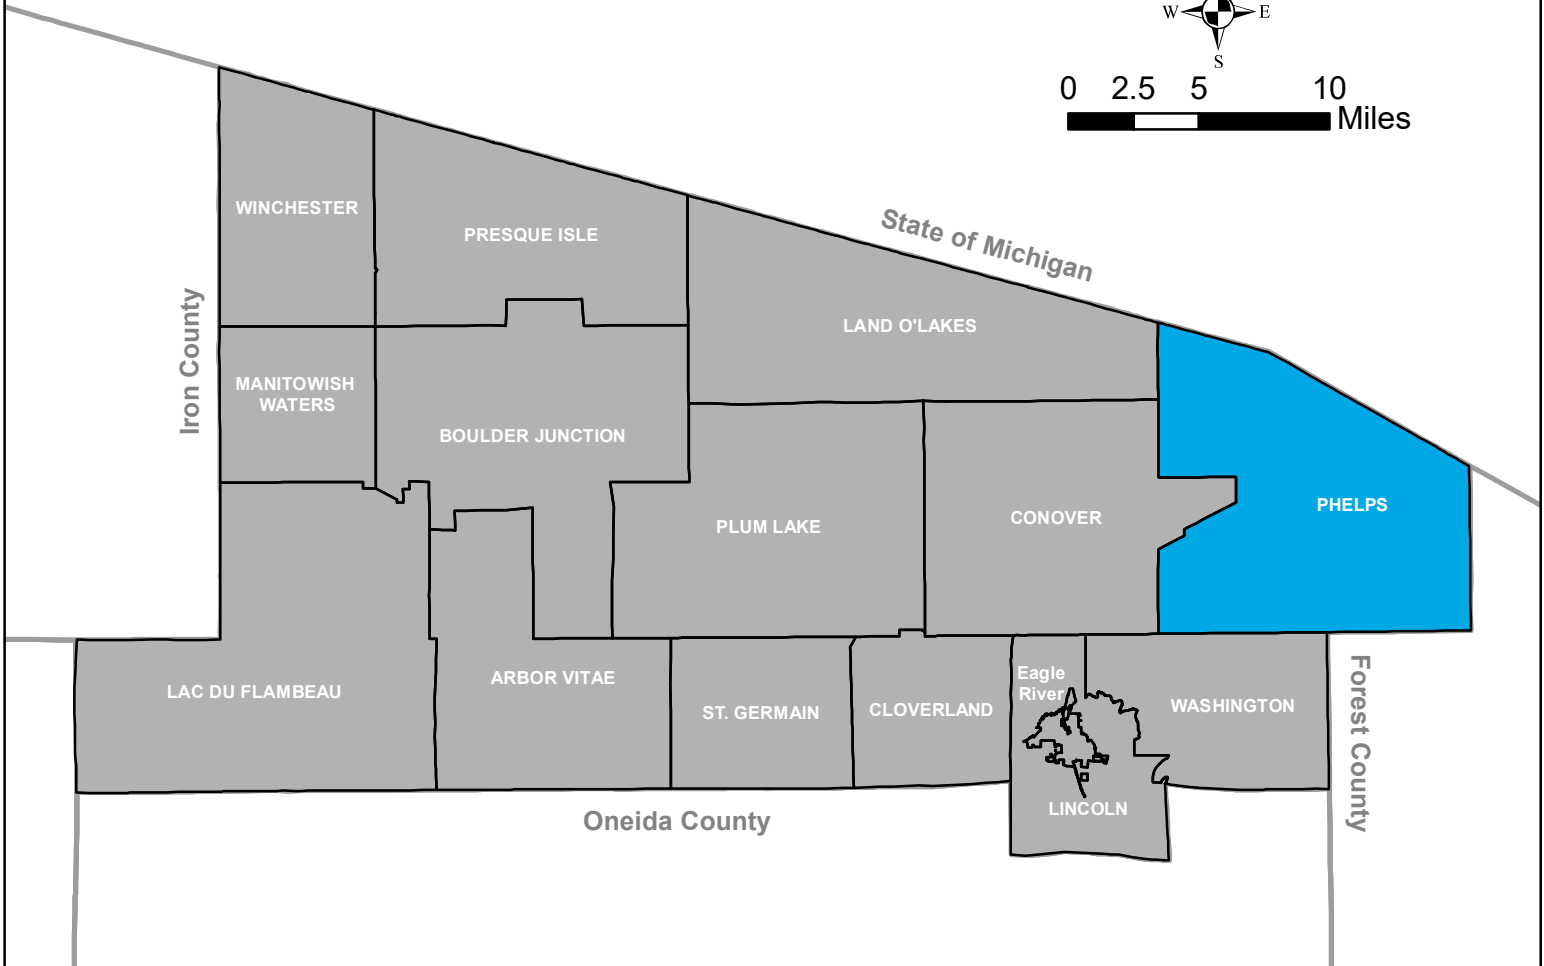 W E
S
0 2.5 5 10
Miles
WINCHESTER
PRESQUE ISLE
State of Michigan
LAND O'LAKES
Iron County
MANITOWISH
WATERS
BOULDER JUNCTION
PHELPS
CONOVER
PLUM LAKE
Eagle
River
ARBOR VITAE
LAC DU FLAMBEAU
ST. GERMAIN
CLOVERLAND
WASHINGTON
Forest County
LINCOLN
Oneida County